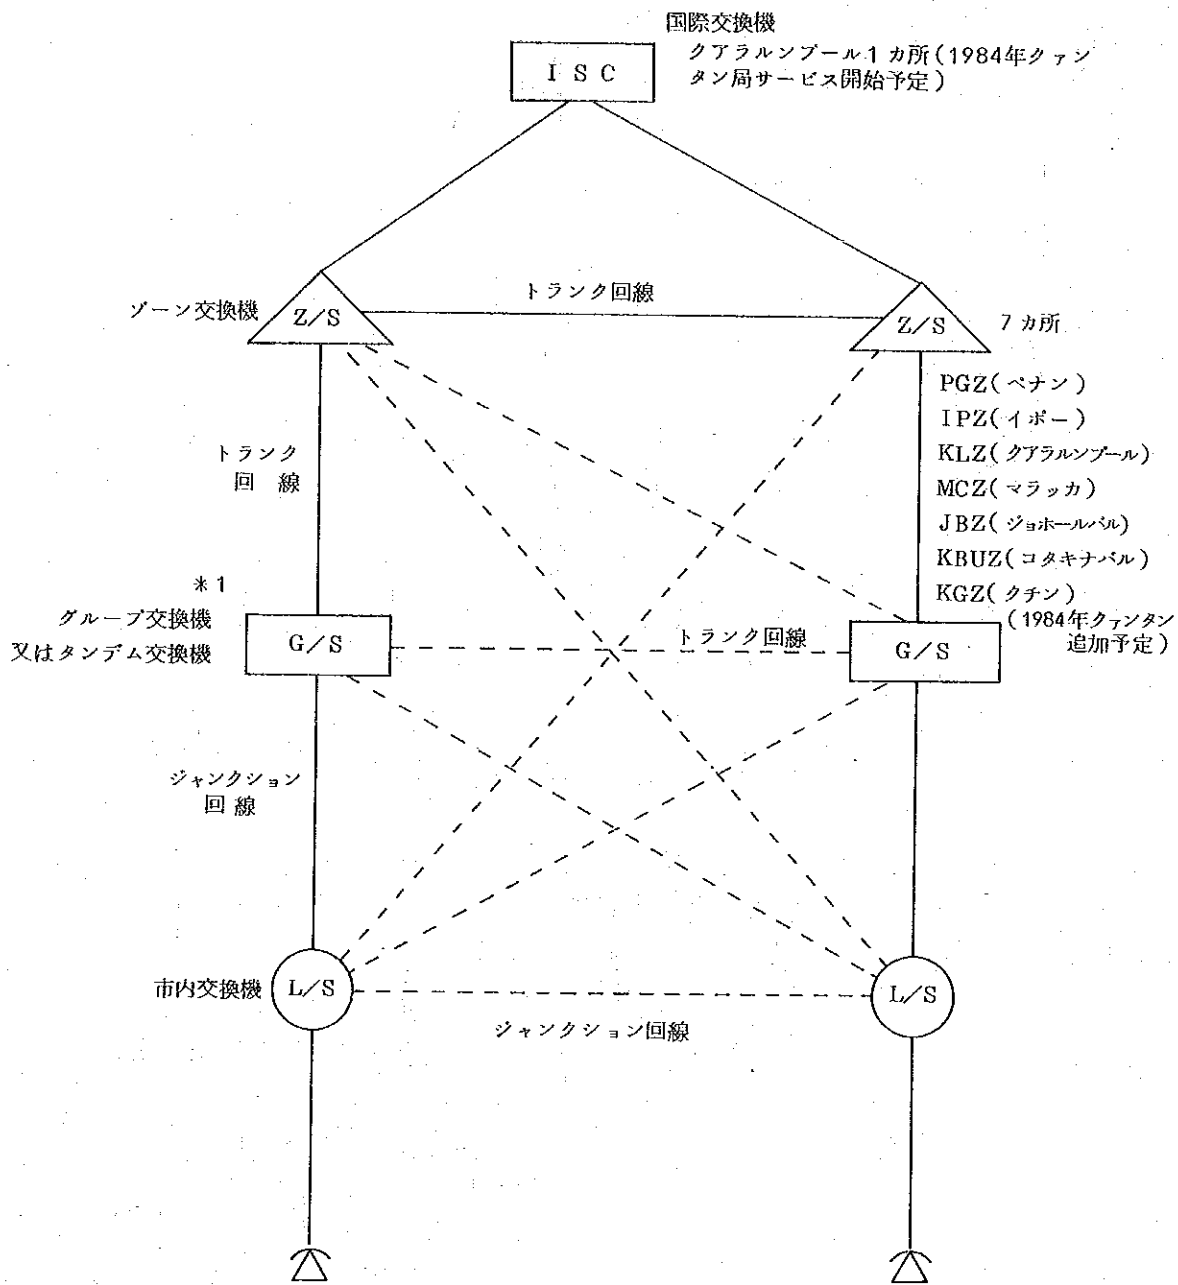 国際交換機
クアラルンプール1カ所(1984年クァン
タン局サービス開始予定)
ISC
トランク回線
ゾーン交換機
Z/S
Z/S
7カ所
PGZ(ペナン)
IPZ(イポー)
KLZ(クアラルンプール)
MCZ(マラッカ)
JBZ(ジョホールバル)
KBUZ(コタキナバル)
KGZ(クチン)
(1984年クァンタン
追加予定)
トランク
回線
*1
グループ交換機
又はタンデム交換機
G/S
トランク回線
G/S
ジャンクション
回線
市内交換機
L/S
L/S
ジャンクション回線